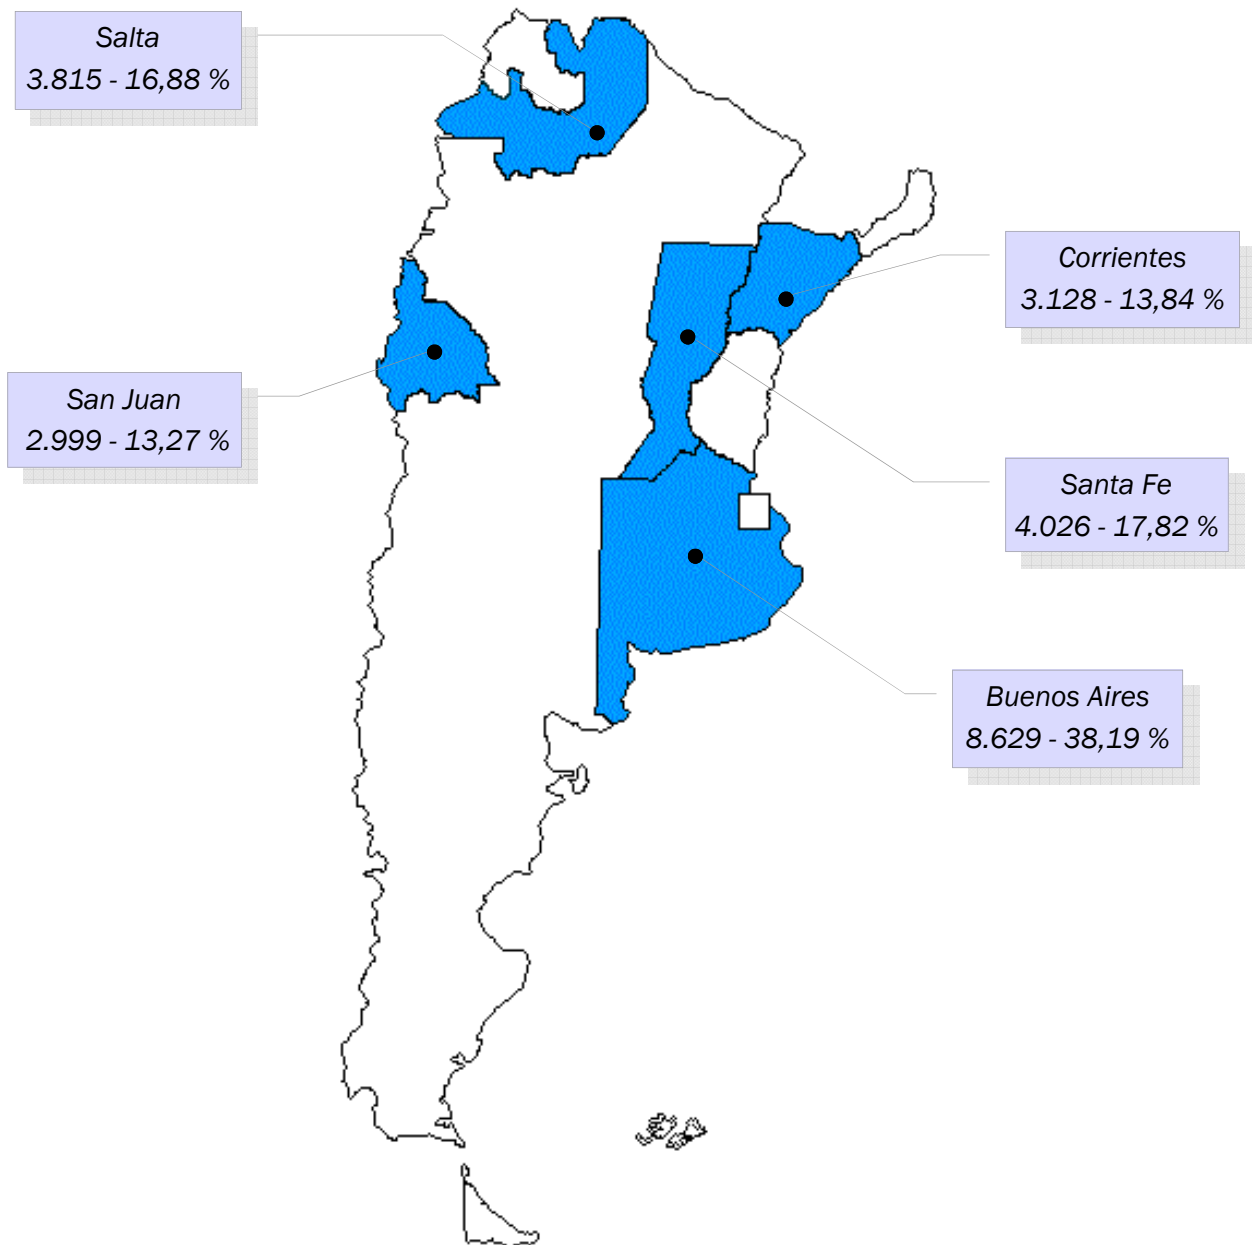 Salta
3.815 - 16,88 %
Corrientes
3.128 - 13,84 %
San Juan
2.999 - 13,27 %
Santa Fe
4.026 - 17,82 %
Buenos Aires
8.629 - 38,19 %